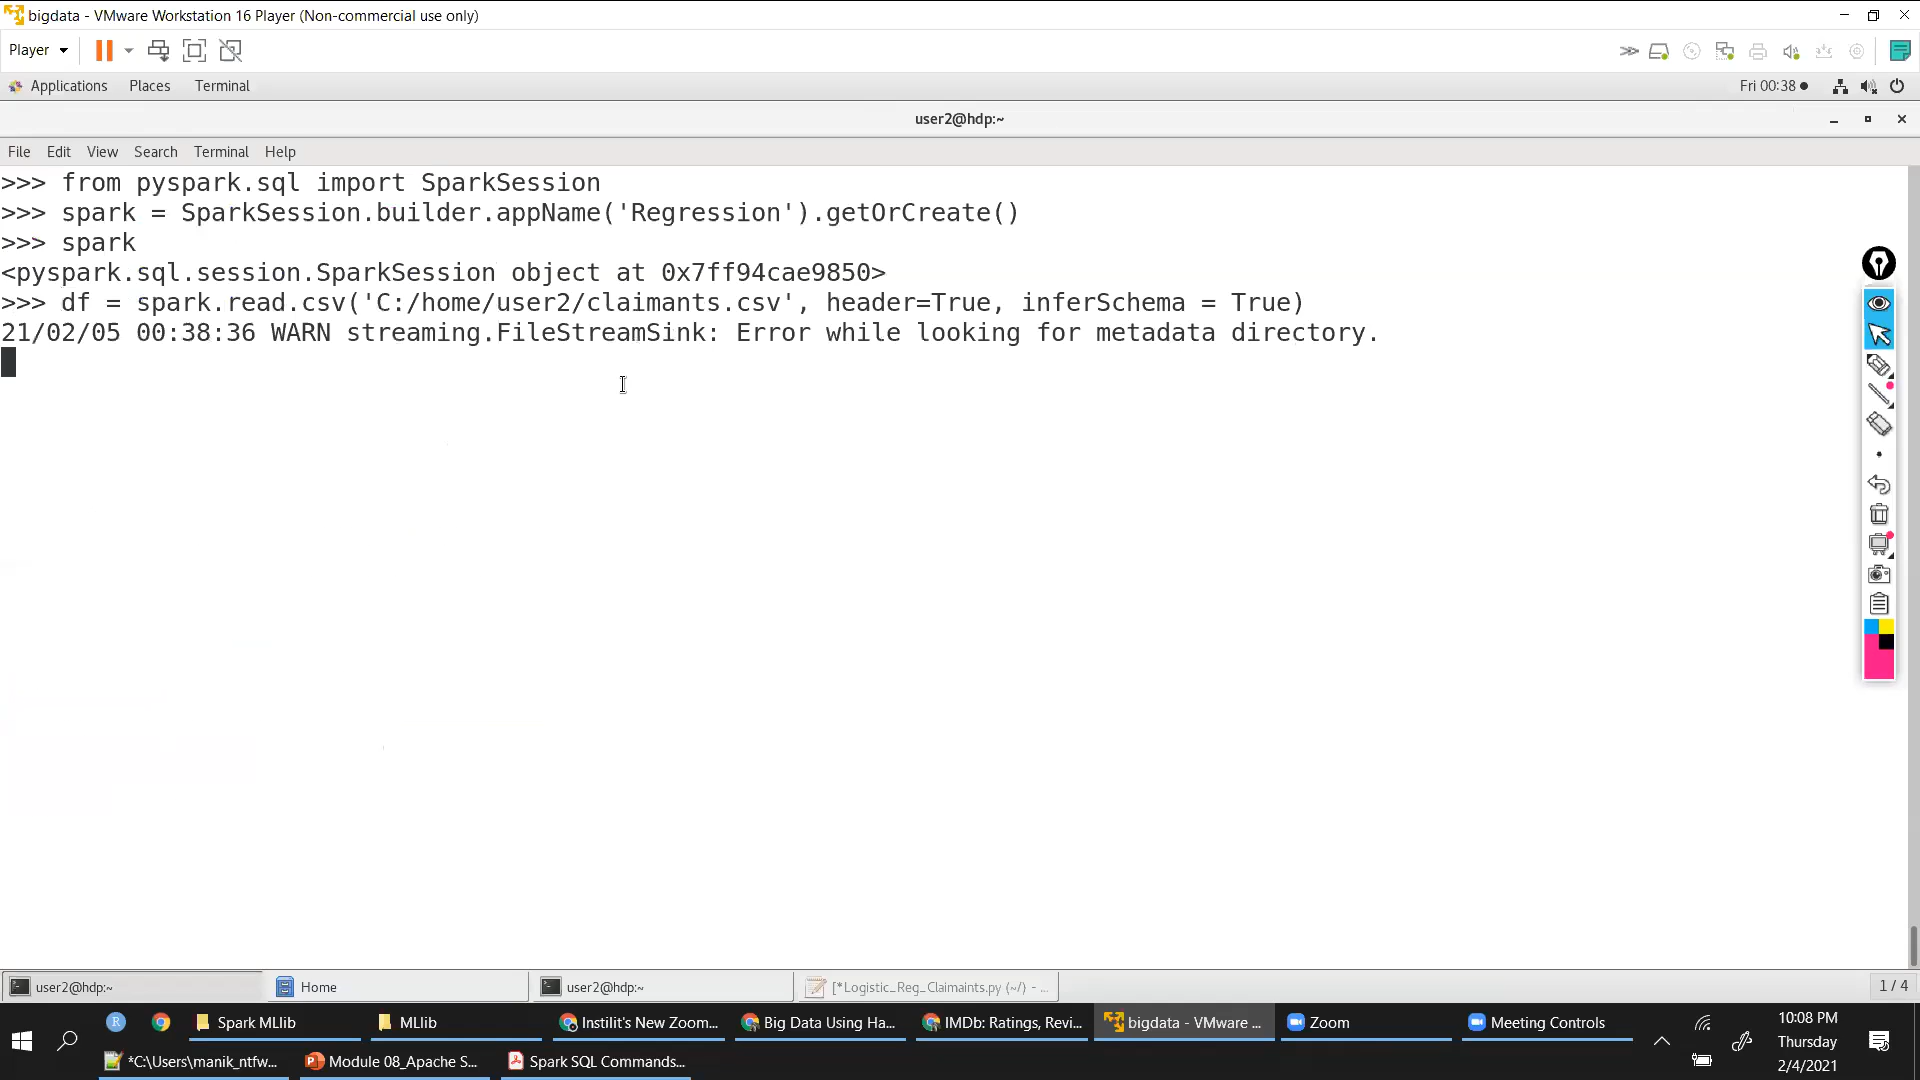 bigdata - VMware Workstation 16 Player (Non-commercial use only)
Player
Applications Places Terminal Fri 00:38
user2@hdp:~
File Edit View Search Terminal Help
>>> from pyspark.sql import SparkSession
>>> spark = SparkSession.builder.appName('Regression').getOrCreate()
>>> spark
<pyspark.sql.session.SparkSession object at 0x7ff94cae9850>
>>> df = spark.read.csv('C:/home/user2/claimants.csv', header=True, inferSchema = True)
21/02/05 00:38:36 WARN streaming.FileStreamSink: Error while looking for metadata directory.
user2@hdp:~ Home user2@hdp:~ [*Logistic_Reg_Claimaints.py (~/) - ... 1 / 4
R Spark MLlib MLlib Instilit's New Zoom... Big Data Using Ha... IMDb: Ratings, Revi... bigdata - VMware ... Zoom Meeting Controls 10:08 PM
Thursday
*C:\Users\manik_ntfw... Module 08_Apache S... Spark SQL Commands... 2/4/2021